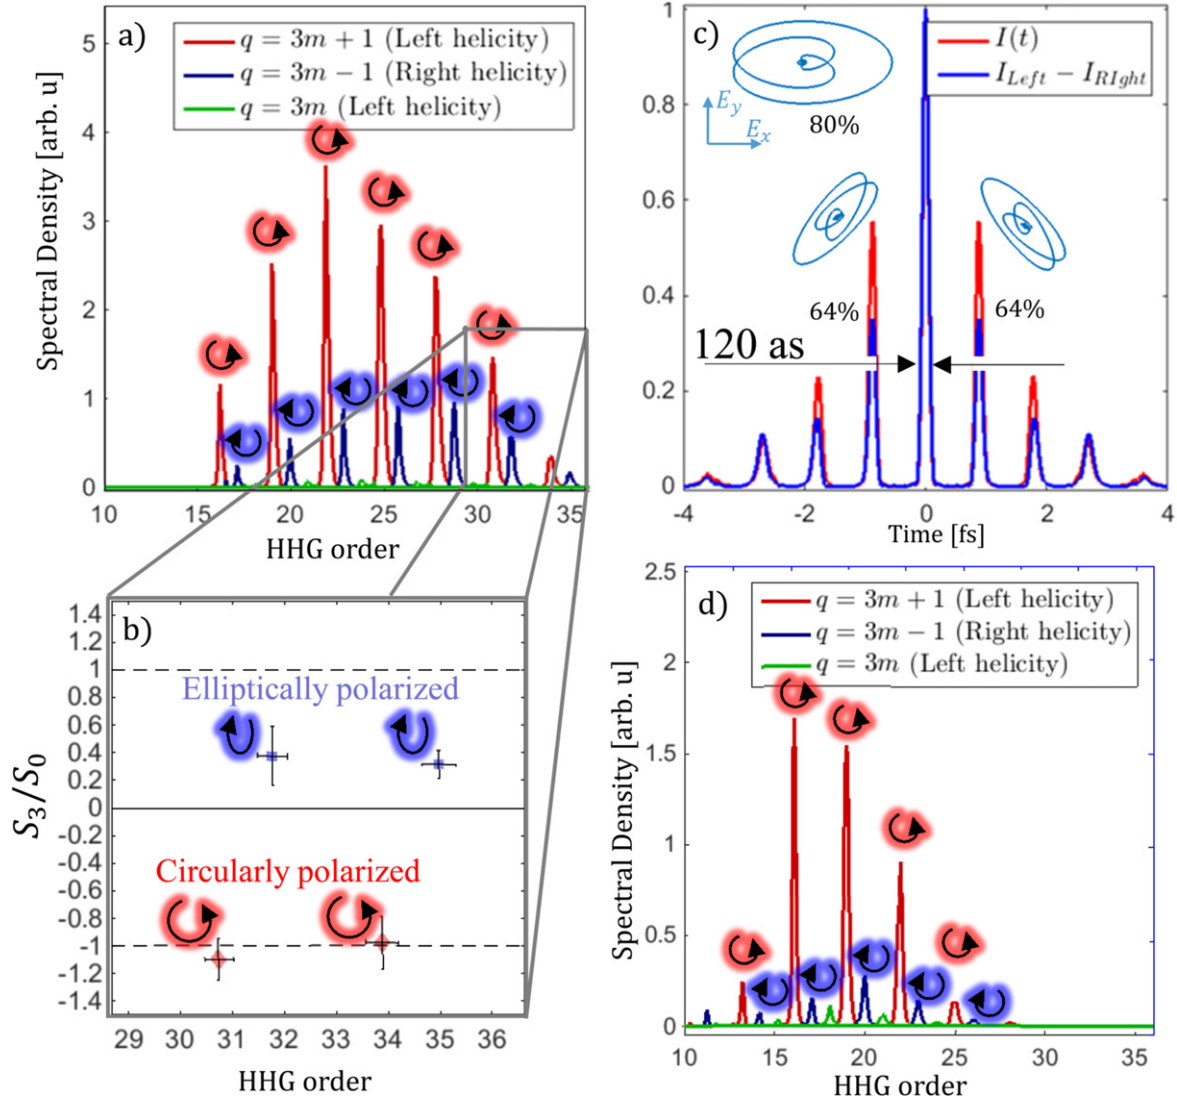 a)
Spectral Density [arb. u]
5
4
3
2
1
0
q = 3m + 1 (Left helicity)
q = 3m − 1 (Right helicity)
q = 3m (Left helicity)
10 15 20 25 30 35
HHG order
c)
1
0.8
0.6
0.4
0.2
0
I(t)
I_Left − I_RIght
E_y
E_x
80%
64%
64%
120 as
-4 -2 0 2 4
Time [fs]
b)
S₃/S₀
1.4
1.2
1
0.8
0.6
0.4
0.2
0
-0.2
-0.4
-0.6
-0.8
-1
-1.2
-1.4
Elliptically polarized
Circularly polarized
29 30 31 32 33 34 35 36
HHG order
d)
Spectral Density [arb. u]
2.5
2
1.5
1
0.5
0
q = 3m + 1 (Left helicity)
q = 3m − 1 (Right helicity)
q = 3m (Left helicity)
10 15 20 25 30 35
HHG order